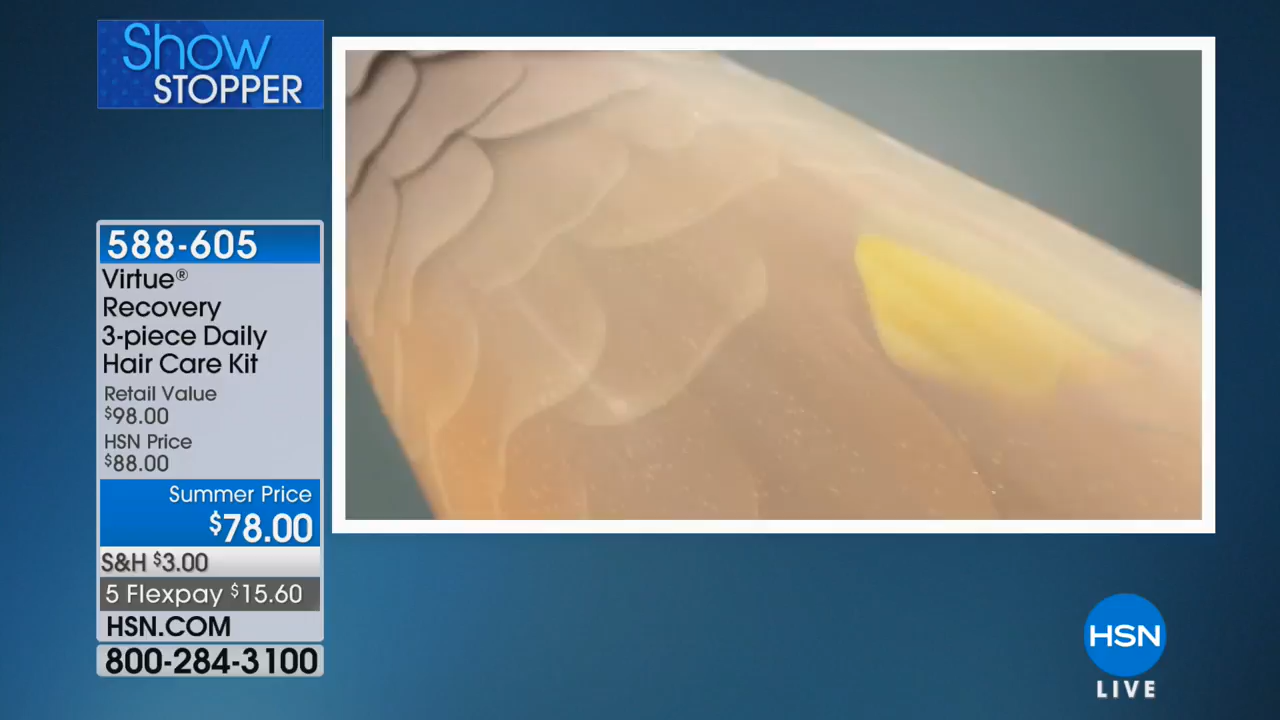 Show
STOPPER
588-605
Virtue®
Recovery
3-piece Daily
Hair Care Kit
Retail Value
$98.00
HSN Price
$88.00
Summer Price
$78.00
S&H $3.00
5 Flexpay $15.60
HSN.COM
800-284-3100
HSN
LIVE